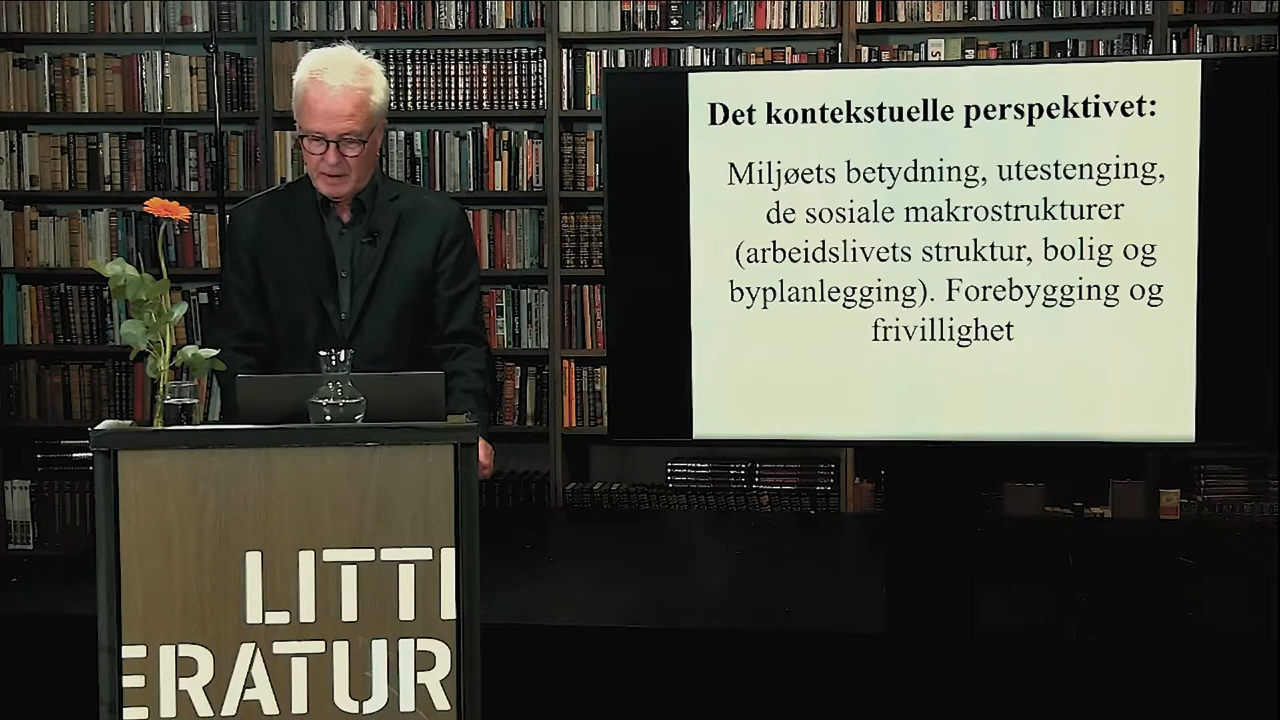 Det kontekstuelle perspektivet:
Miljøets betydning, utestenging,
de sosiale makrostrukturer
(arbeidslivets struktur, bolig og
byplanlegging). Forebygging og
frivillighet
LITT
ERATUR